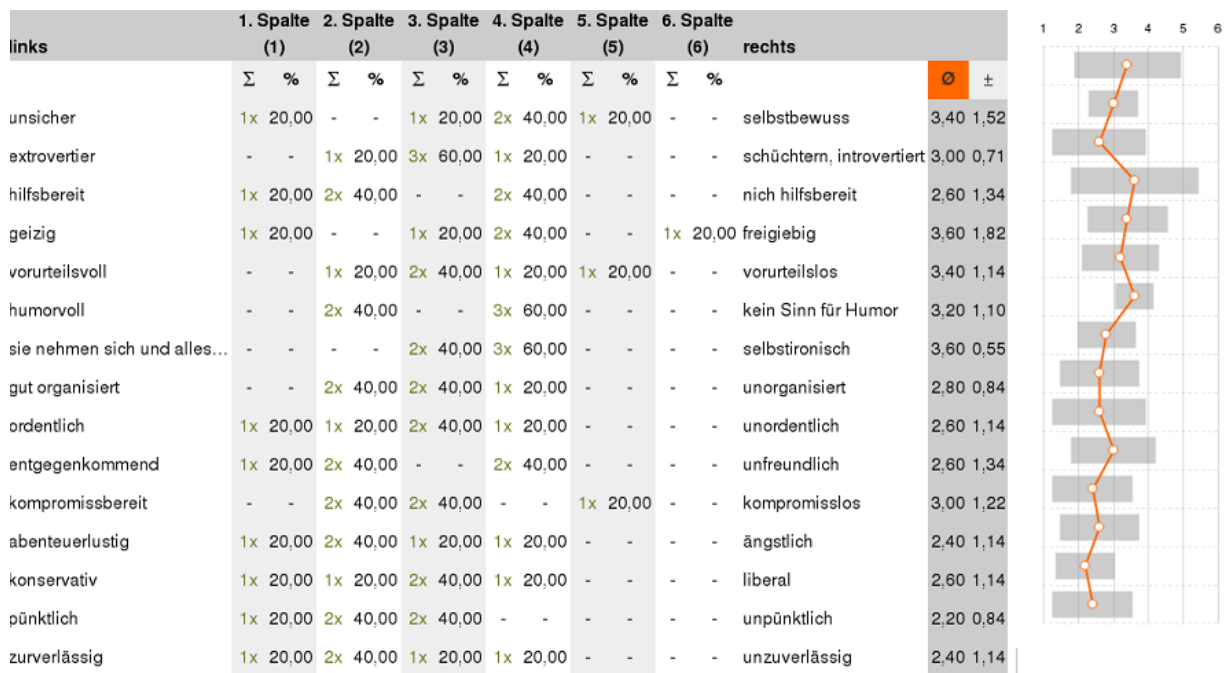 1. Spalte 2. Spalte 3. Spalte 4. Spalte 5. Spalte 6. Spalte
links (1) (2) (3) (4) (5) (6) rechts
1 2 3 4 5 6
Σ % Σ % Σ % Σ % Σ % Σ % Ø ±
unsicher 1x 20,00 - - 1x 20,00 2x 40,00 1x 20,00 - - selbstbewuss 3,40 1,52
extrovertier - - 1x 20,00 3x 60,00 1x 20,00 - - - - schüchtern, introvertiert 3,00 0,71
hilfsbereit 1x 20,00 2x 40,00 - - 2x 40,00 - - - - nich hilfsbereit 2,60 1,34
geizig 1x 20,00 - - 1x 20,00 2x 40,00 - - 1x 20,00 freigiebig 3,60 1,82
vorurteilsvoll - - 1x 20,00 2x 40,00 1x 20,00 1x 20,00 - - vorurteilslos 3,40 1,14
humorvoll - - 2x 40,00 - - 3x 60,00 - - - - kein Sinn für Humor 3,20 1,10
sie nehmen sich und alles... - - - - 2x 40,00 3x 60,00 - - - - selbstironisch 3,60 0,55
gut organisiert - - 2x 40,00 2x 40,00 1x 20,00 - - - - unorganisiert 2,80 0,84
ordentlich 1x 20,00 1x 20,00 2x 40,00 1x 20,00 - - - - unordentlich 2,60 1,14
entgegenkommend 1x 20,00 2x 40,00 - - 2x 40,00 - - - - unfreundlich 2,60 1,34
kompromissbereit - - 2x 40,00 2x 40,00 - - 1x 20,00 - - kompromisslos 3,00 1,22
abenteuerlustig 1x 20,00 2x 40,00 1x 20,00 1x 20,00 - - - - ängstlich 2,40 1,14
konservativ 1x 20,00 1x 20,00 2x 40,00 1x 20,00 - - - - liberal 2,60 1,14
pünktlich 1x 20,00 2x 40,00 2x 40,00 - - - - - - unpünktlich 2,20 0,84
zurverlässig 1x 20,00 2x 40,00 1x 20,00 1x 20,00 - - - - unzuverlässig 2,40 1,14